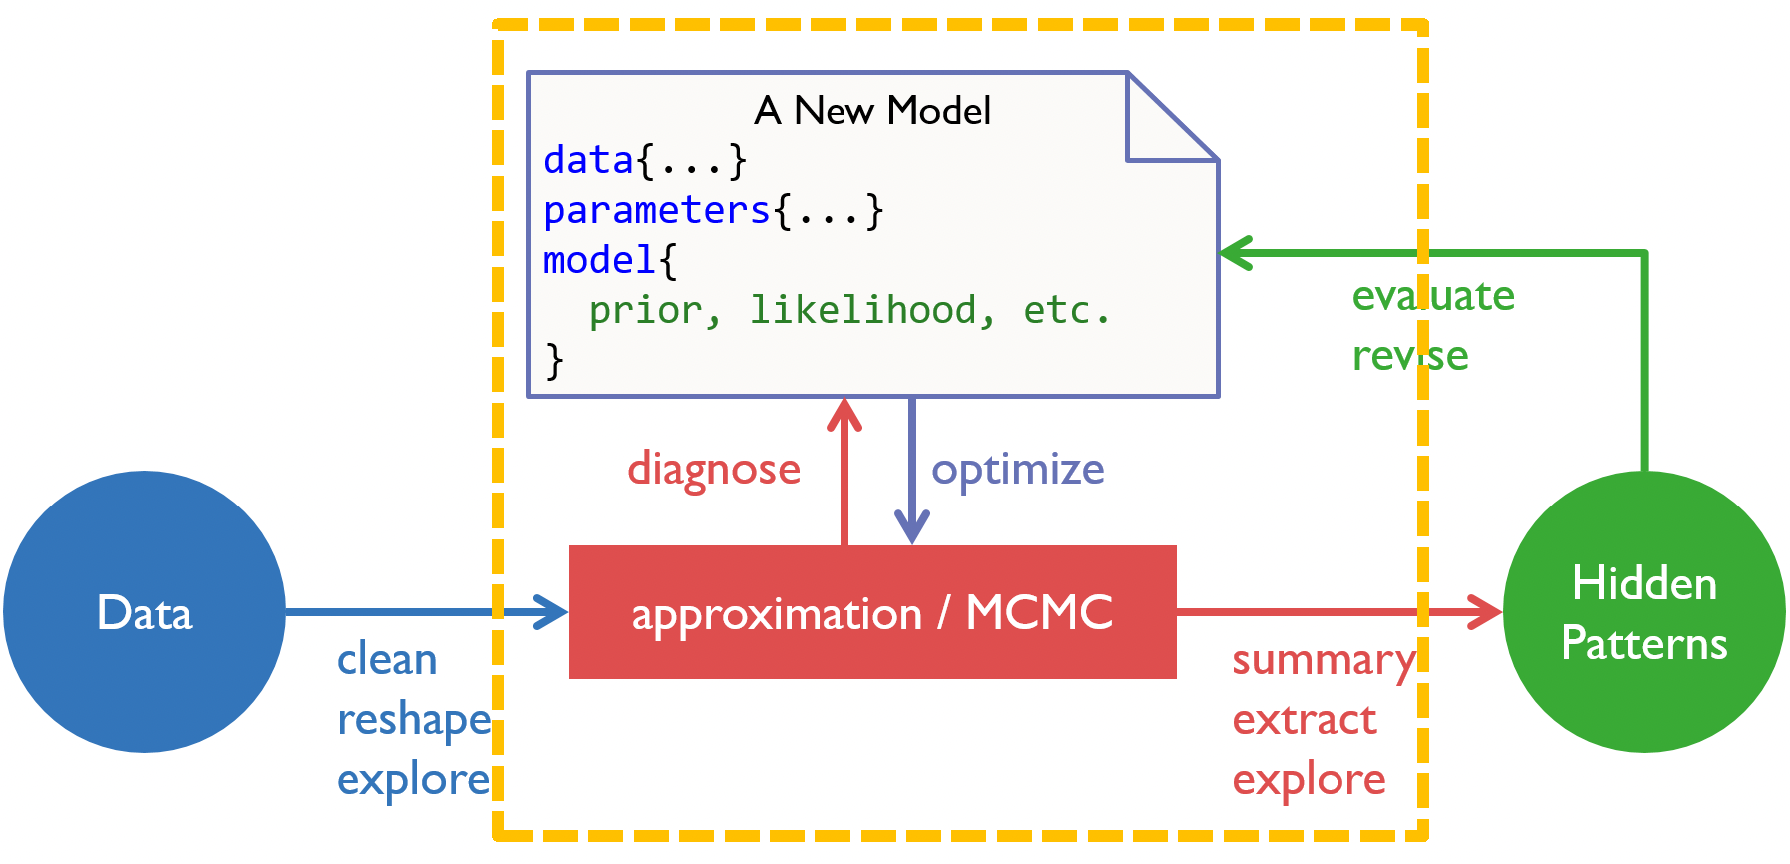 A New Model
data{...}
parameters{...}
model{
prior, likelihood, etc.
}
evaluate
revise
diagnose
optimize
Data
approximation / MCMC
Hidden
Patterns
clean
reshape
explore
summary
extract
explore